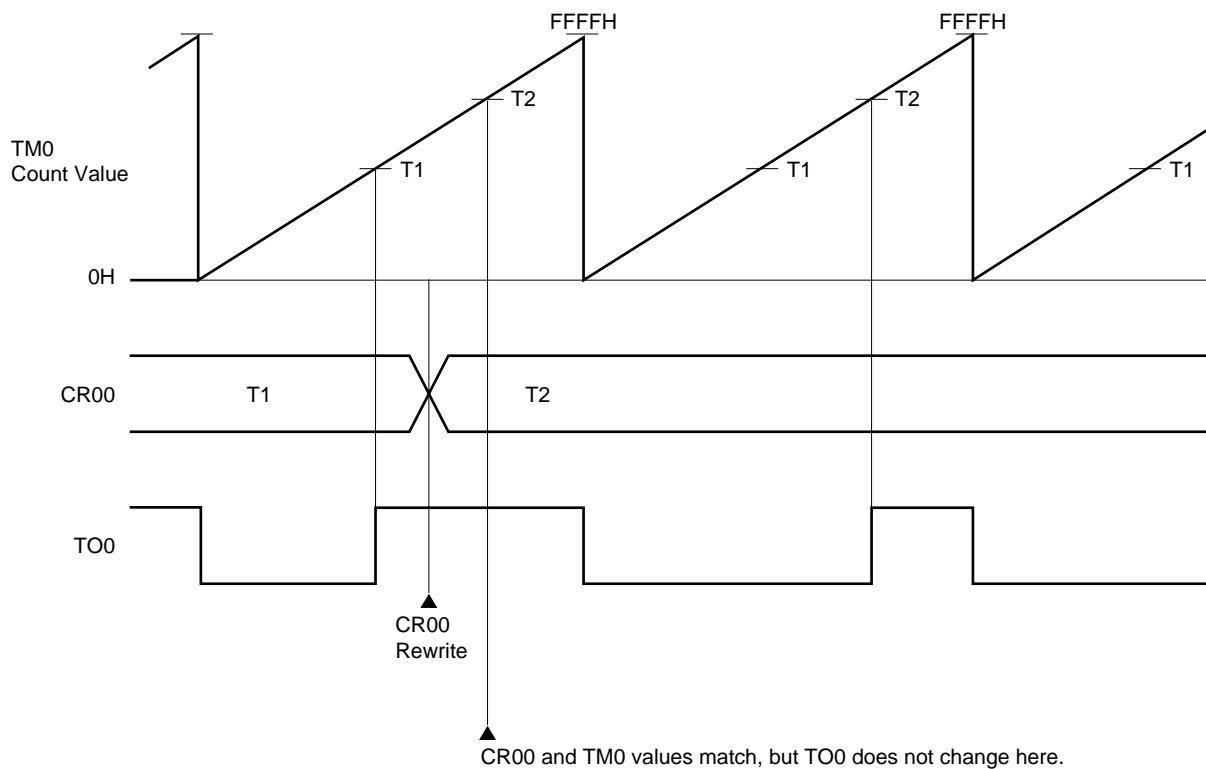 FFFFH
FFFFH
T2
T2
TM0
Count Value
T1
T1
T1
0H
CR00
T1
T2
TO0
CR00
Rewrite
CR00 and TM0 values match, but TO0 does not change here.